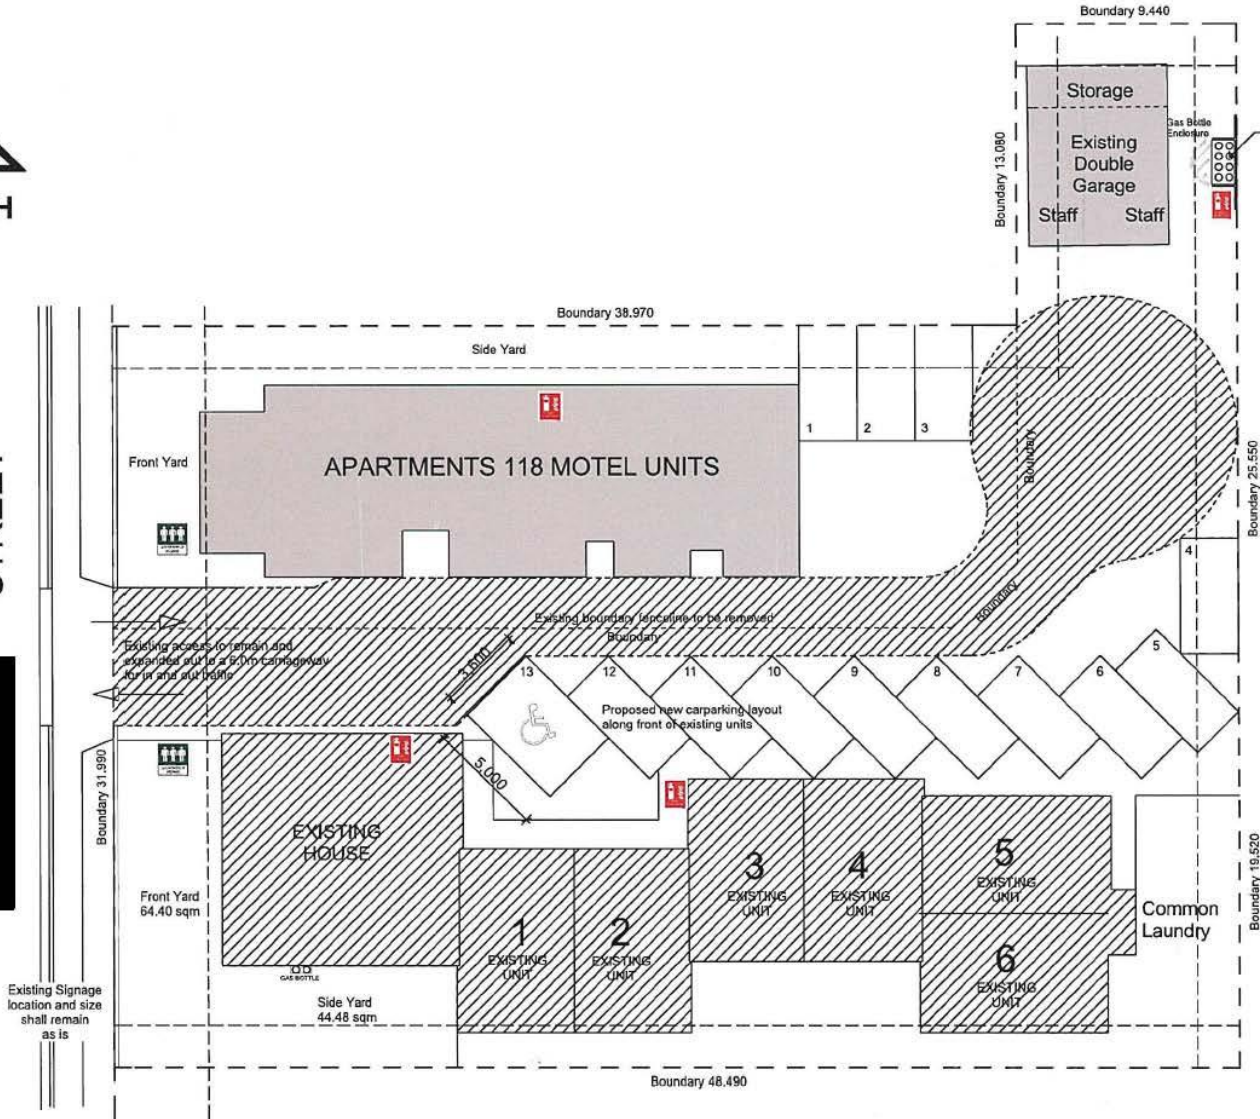 Boundary 9.440
Storage
Gas Bottle
Enclosure
Existing
Double
Garage
Staff
Staff
Boundary 13.080
H
Boundary 38.970
Side Yard
1
2
3
Front Yard
APARTMENTS 118 MOTEL UNITS
Boundary
Boundary 25.550
4
Existing boundary fenceline to be removed
Boundary
Boundary
Existing access to remain and
expanded out to a 6.0m carriageway
for in and out traffic
3.600
13
12
11
10
9
8
7
6
5
Proposed new carparking layout
along front of existing units
5.000
Boundary 31.990
EXISTING
HOUSE
Front Yard
64.40 sqm
1
EXISTING
UNIT
2
EXISTING
UNIT
3
EXISTING
UNIT
4
EXISTING
UNIT
5
EXISTING
UNIT
6
EXISTING
UNIT
Common
Laundry
Boundary 19.520
GAS BOTTLE
Side Yard
44.48 sqm
Existing Signage
location and size
shall remain
as is
Boundary 48.490